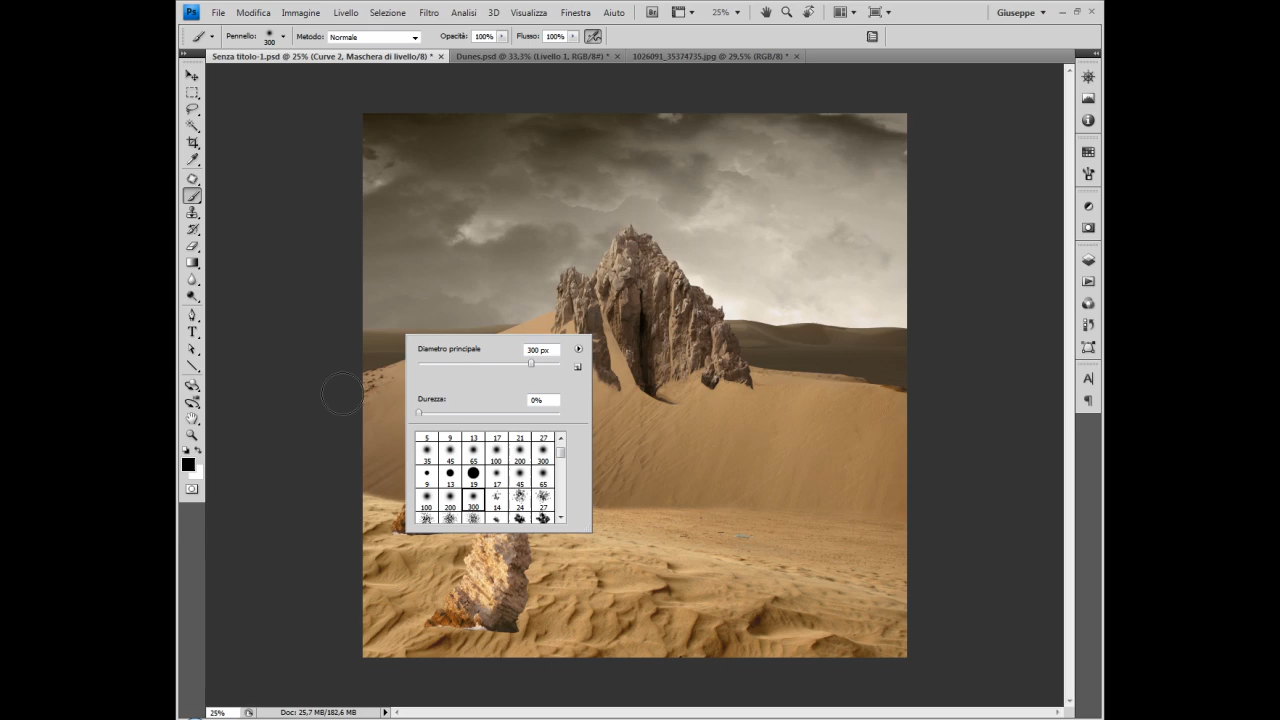 Ps File Modifica Immagine Livello Selezione Filtro Analisi 3D Visualizza Finestra Aiuto Br 25% Giuseppe
Pennello: 300 Metodo: Normale Opacità: 100% Flusso: 100%
Senza titolo-1.psd @ 25% (Curve 2, Maschera di livello/8) * × Dunes.psd @ 33,3% (Livello 1, RGB/8#) * × 1026091_35374735.jpg @ 29,5% (RGB/8) * ×
Diametro principale 300 px
Durezza: 0%
5 9 13 17 21 27
35 45 65 100 200 300
9 13 19 17 45 65
100 200 300 14 24 27
T
A
25% Doc: 25,7 MB/182,6 MB